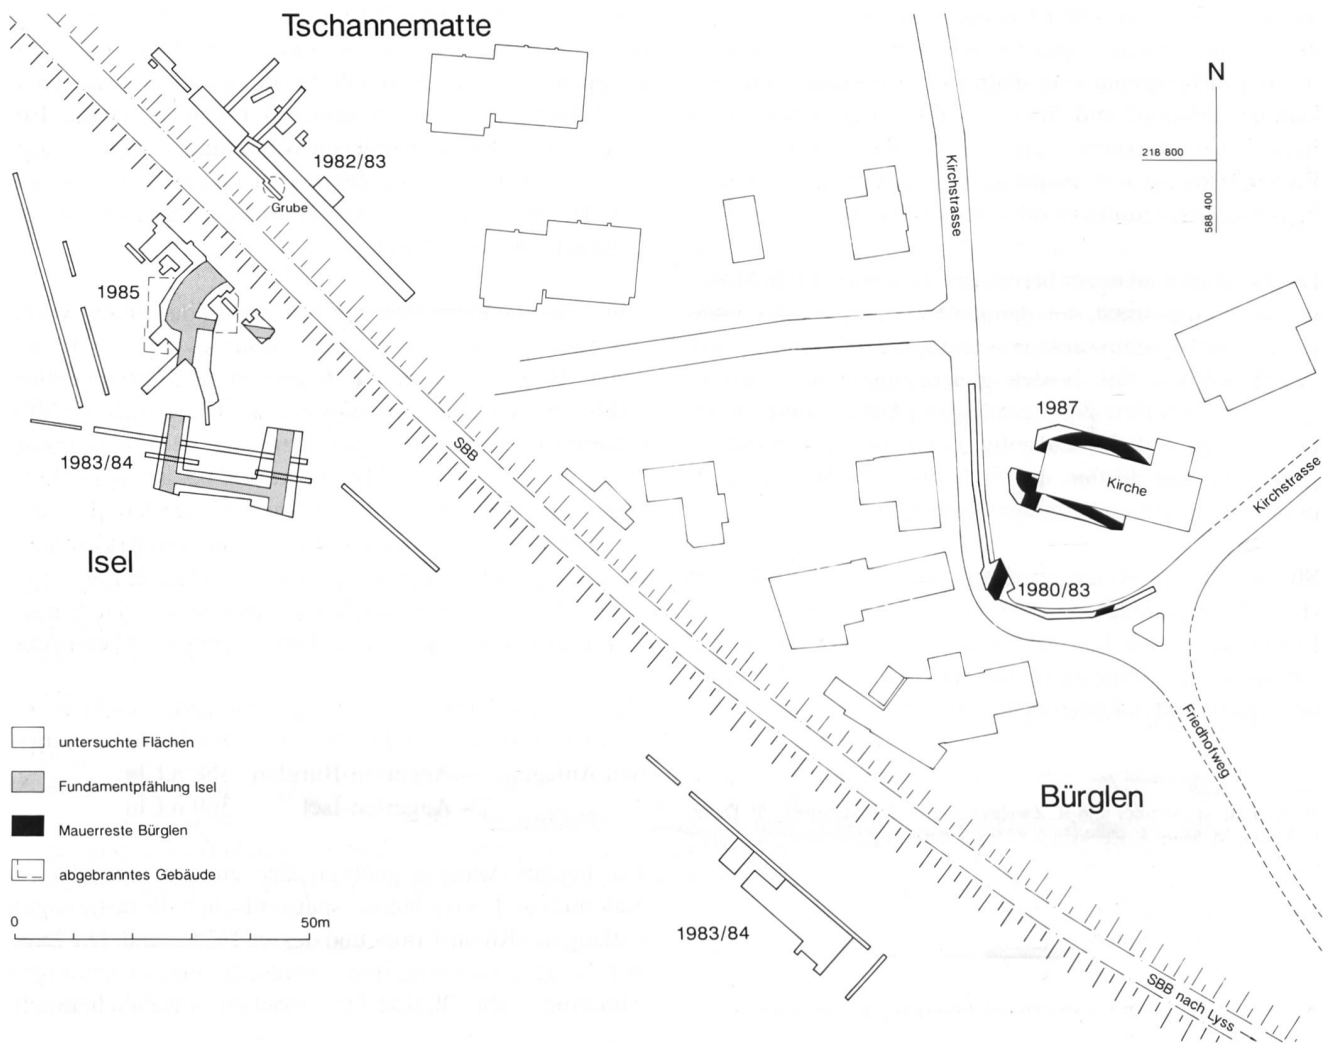 Tschannematte
N
218 800
588 400
1982/83
Grube
Kirchstrasse
1985
1987
1983/84
SBB
Kirche
Kirchstrasse
Isel
1980/83
Friedhofweg
untersuchte Flächen
Fundamentpfählung Isel
Mauerreste Bürglen
abgebranntes Gebäude
Bürglen
0 50m
1983/84
SBB nach Lyss